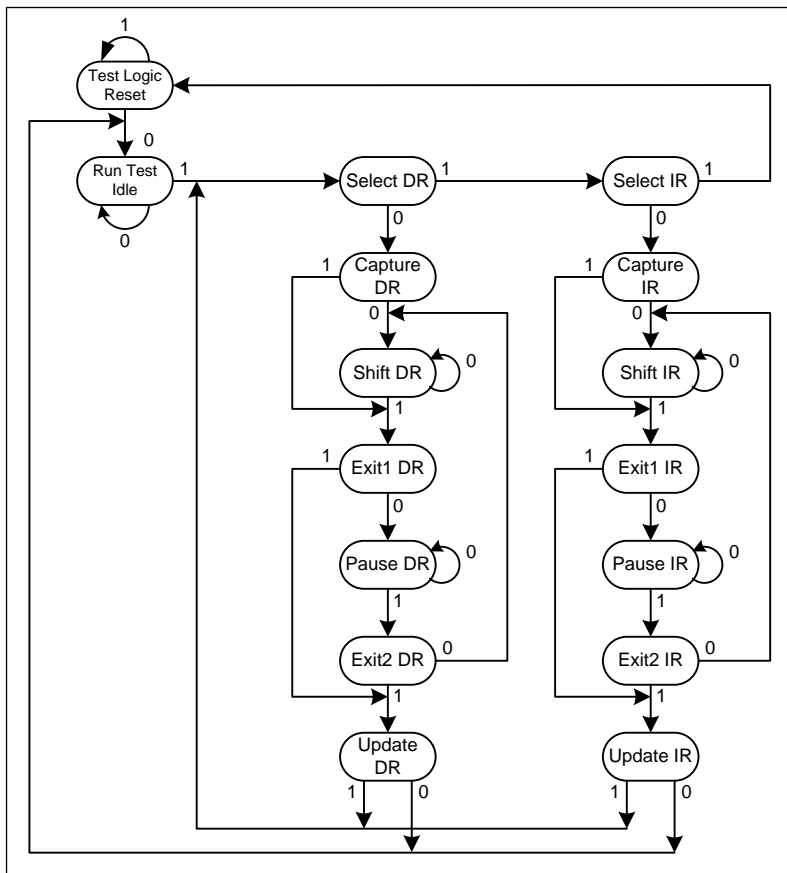 1
Test Logic
Reset
0
Run Test
Idle
1
0
Select DR
1
Select IR
1
0
0
1
Capture
DR
1
Capture
IR
0
0
Shift DR
0
Shift IR
0
1
1
1
Exit1 DR
1
Exit1 IR
0
0
Pause DR
0
Pause IR
0
1
1
Exit2 DR
0
Exit2 IR
0
1
1
Update
DR
Update IR
1
0
1
0